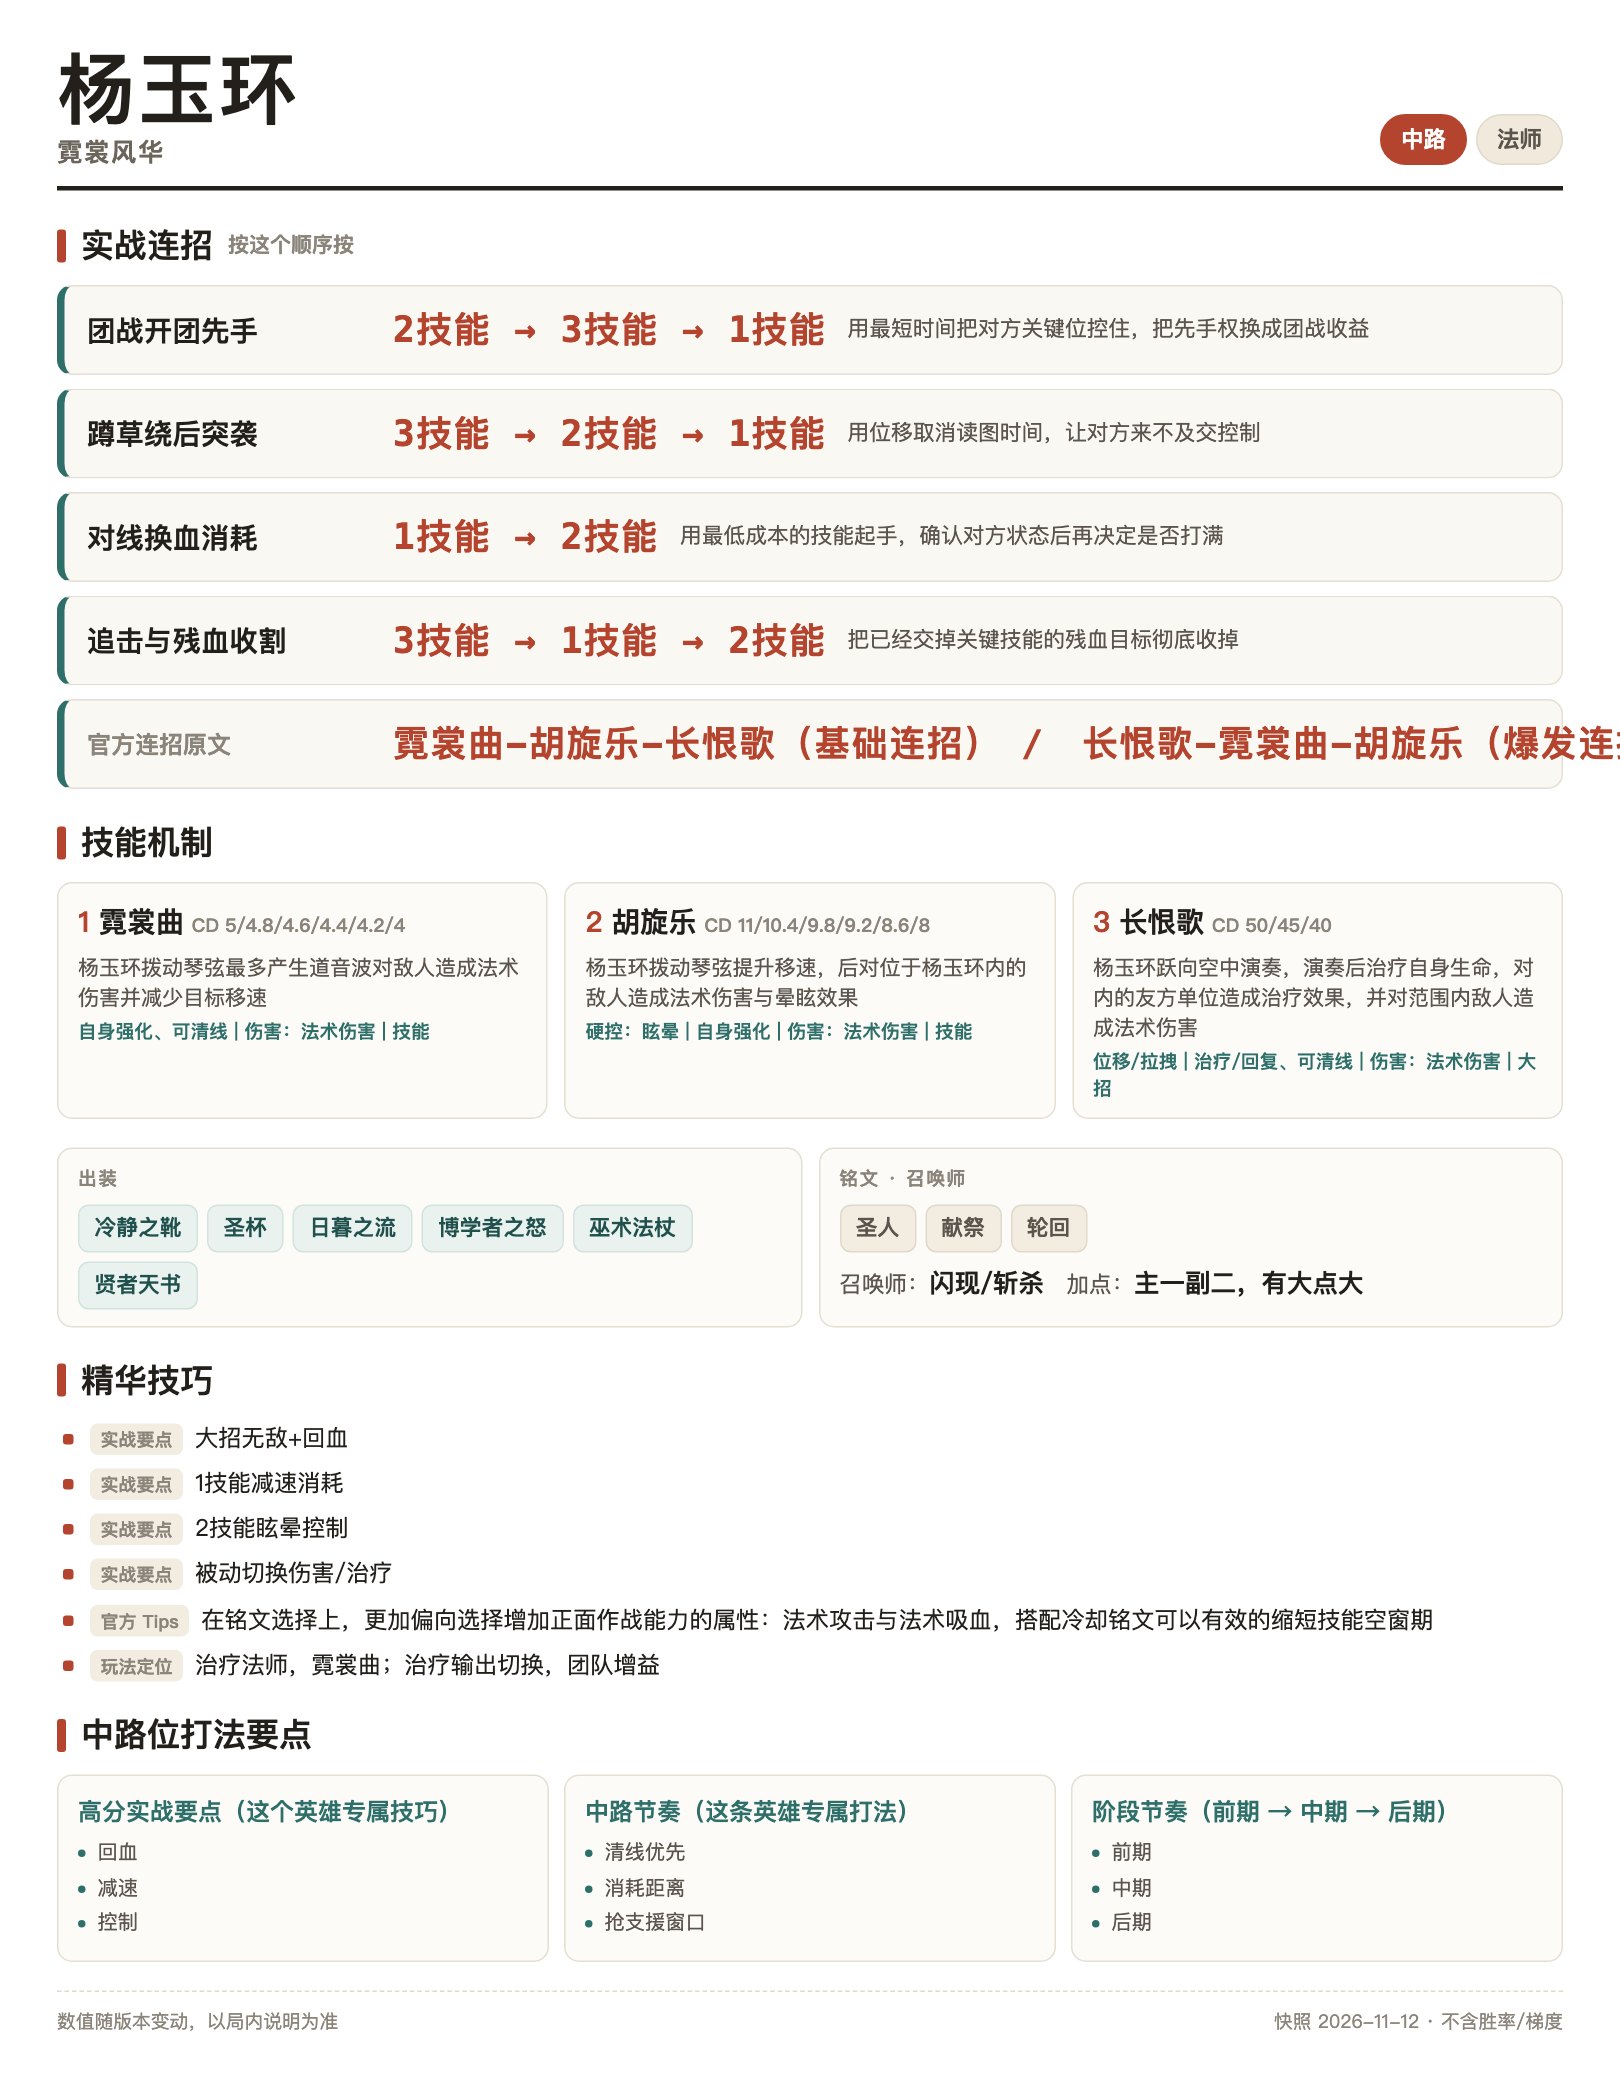 杨玉环
霓裳风华
中路 法师
实战连招 按这个顺序按
团战开团先手 2技能 → 3技能 → 1技能 用最短时间把对方关键位控住，把先手权换成团战收益
蹲草绕后突袭 3技能 → 2技能 → 1技能 用位移取消读图时间，让对方来不及交控制
对线换血消耗 1技能 → 2技能 用最低成本的技能起手，确认对方状态后再决定是否打满
追击与残血收割 3技能 → 1技能 → 2技能 把已经交掉关键技能的残血目标彻底收掉
官方连招原文 霓裳曲-胡旋乐-长恨歌（基础连招） / 长恨歌-霓裳曲-胡旋乐（爆发连
技能机制
1 霓裳曲 CD 5/4.8/4.6/4.4/4.2/4
杨玉环拨动琴弦最多产生道音波对敌人造成法术
伤害并减少目标移速
自身强化、可清线 | 伤害：法术伤害 | 技能
2 胡旋乐 CD 11/10.4/9.8/9.2/8.6/8
杨玉环拨动琴弦提升移速，后对位于杨玉环内的
敌人造成法术伤害与晕眩效果
硬控：眩晕 | 自身强化 | 伤害：法术伤害 | 技能
3 长恨歌 CD 50/45/40
杨玉环跃向空中演奏，演奏后治疗自身生命，对
内的友方单位造成治疗效果，并对范围内敌人造
成法术伤害
位移/拉拽 | 治疗/回复、可清线 | 伤害：法术伤害 | 大
招
出装
冷静之靴 圣杯 日暮之流 博学者之怒 巫术法杖
贤者天书
铭文 · 召唤师
圣人 献祭 轮回
召唤师：闪现/斩杀 加点：主一副二，有大点大
精华技巧
实战要点 大招无敌+回血
实战要点 1技能减速消耗
实战要点 2技能眩晕控制
实战要点 被动切换伤害/治疗
官方 Tips 在铭文选择上，更加偏向选择增加正面作战能力的属性：法术攻击与法术吸血，搭配冷却铭文可以有效的缩短技能空窗期
玩法定位 治疗法师，霓裳曲；治疗输出切换，团队增益
中路位打法要点
高分实战要点（这个英雄专属技巧）
回血
减速
控制
中路节奏（这条英雄专属打法）
清线优先
消耗距离
抢支援窗口
阶段节奏（前期 → 中期 → 后期）
前期
中期
后期
数值随版本变动，以局内说明为准
快照 2026-11-12 · 不含胜率/梯度